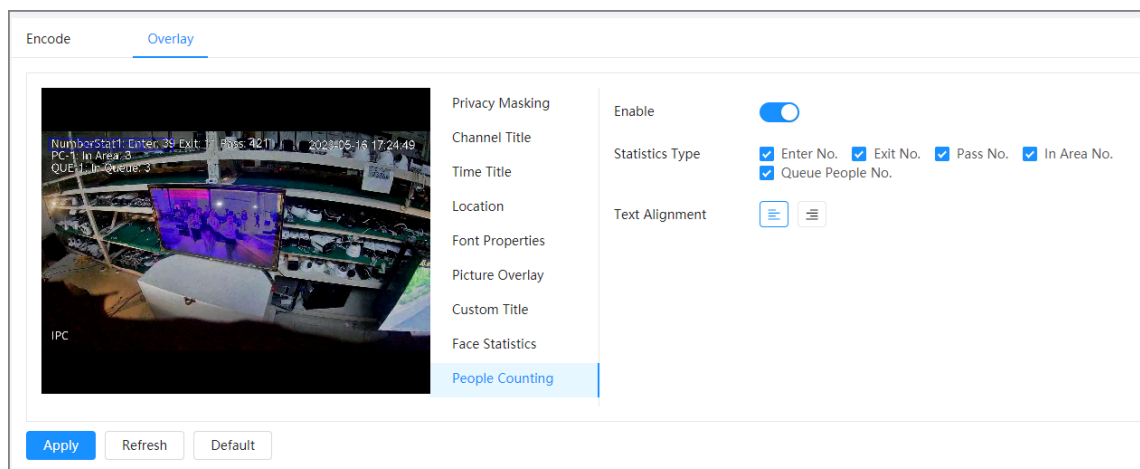 Encode Overlay
NumberStat1: Enter: 39 Exit: Pass: 421 2023-05-16 17:24:49
PC-1: In Area: 3
QUE-1: In Queue: 3
IPC
Privacy Masking
Channel Title
Time Title
Location
Font Properties
Picture Overlay
Custom Title
Face Statistics
People Counting
Enable
Statistics Type Enter No. Exit No. Pass No. In Area No.
Queue People No.
Text Alignment
Apply Refresh Default